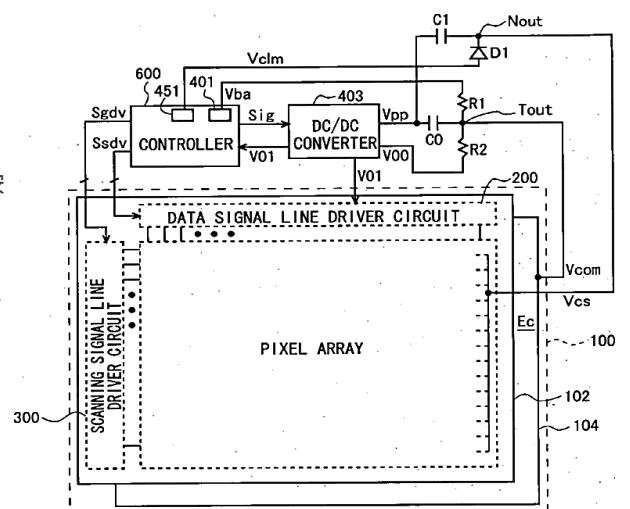 C1
Nout
Vclm
D1
600
451
401
Vba
403
R1
Sgdv
Sig
Vpp
Tout
Ssdv
CONTROLLER
DC/DC
CONVERTER
C0
R2
V01
V00
V01
200
DATA SIGNAL LINE DRIVER CIRCUIT
Vcom
Vcs
SCANNING SIGNAL LINE
DRIVER CIRCUIT
PIXEL ARRAY
Ec
100
300
102
104